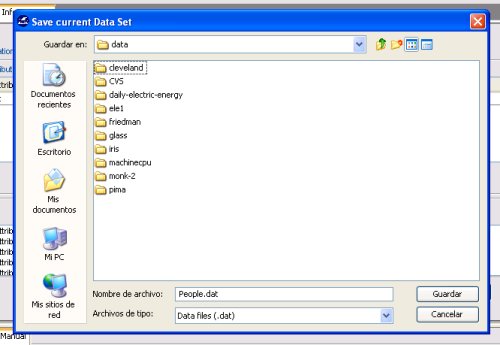 Save current Data Set
Guardar en:
data
Documentos
recientes
Escritorio
Mis
documentos
Mi PC
Mis sitios de
red
cleveland
CVS
daily-electric-energy
ele1
friedman
glass
iris
machinecpu
monk-2
pima
Nombre de archivo:
People.dat
Guardar
Archivos de tipo:
Data files (.dat)
Cancelar
Manual